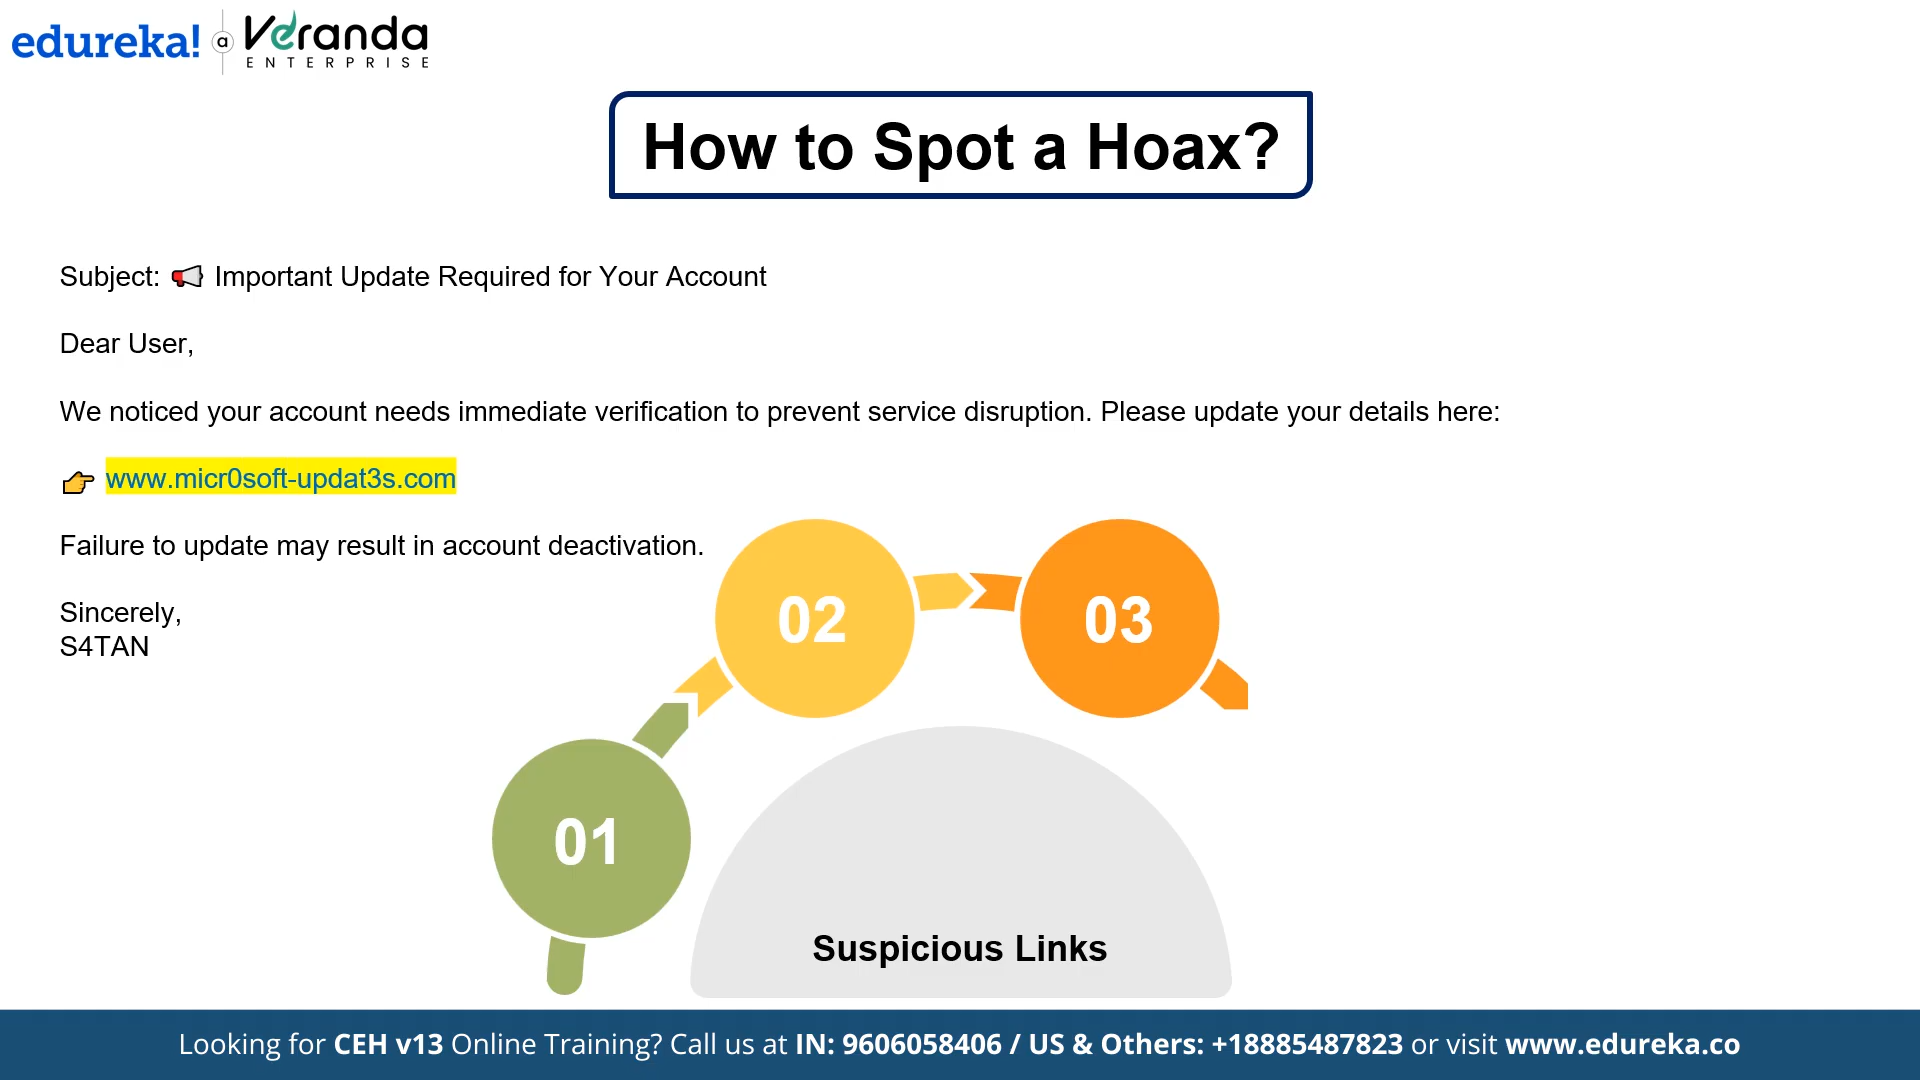 edureka! a Veranda
ENTERPRISE
How to Spot a Hoax?
Subject: 📢 Important Update Required for Your Account
Dear User,
We noticed your account needs immediate verification to prevent service disruption. Please update your details here:
👉 www.micr0soft-updat3s.com
Failure to update may result in account deactivation.
Sincerely,
S4TAN
02
03
01
Suspicious Links
Looking for CEH v13 Online Training? Call us at IN: 9606058406 / US & Others: +18885487823 or visit www.edureka.co